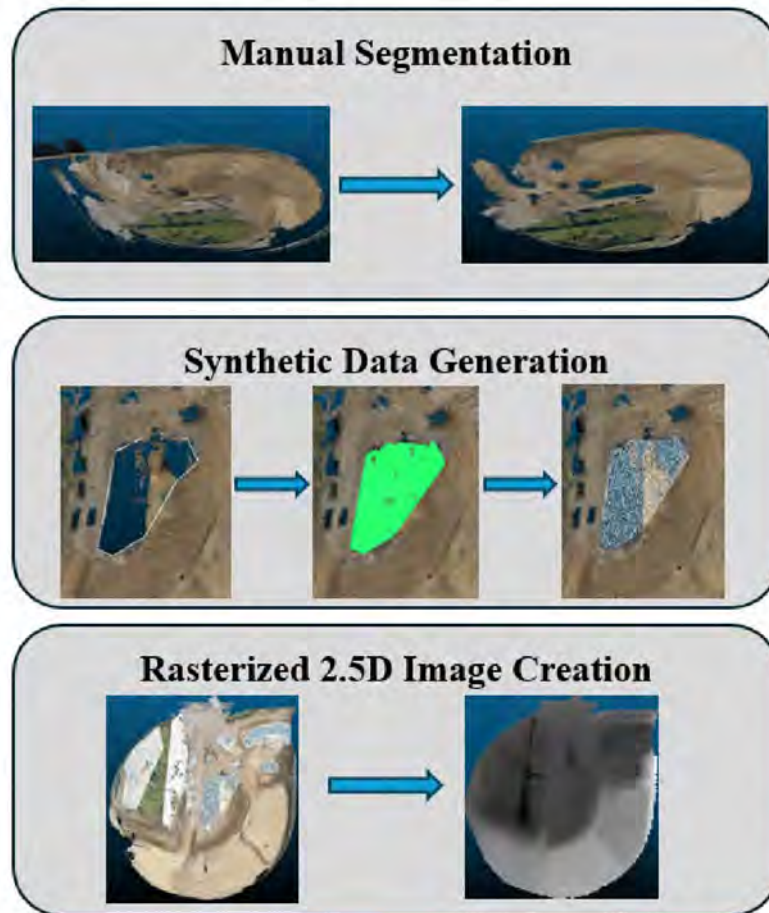 Manual Segmentation
Synthetic Data Generation
Rasterized 2.5D Image Creation